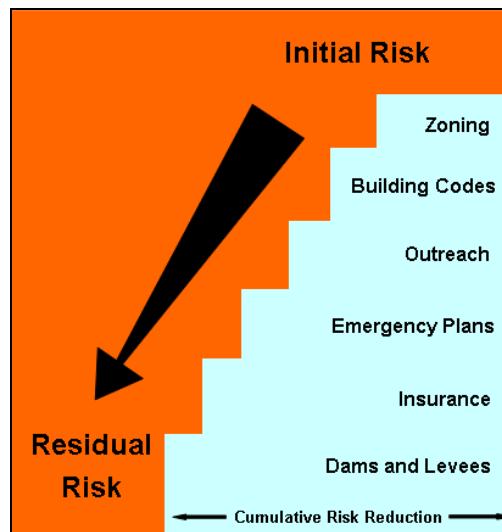 Initial Risk
Zoning
Building Codes
Outreach
Emergency Plans
Insurance
Residual
Risk
Dams and Levees
Cumulative Risk Reduction